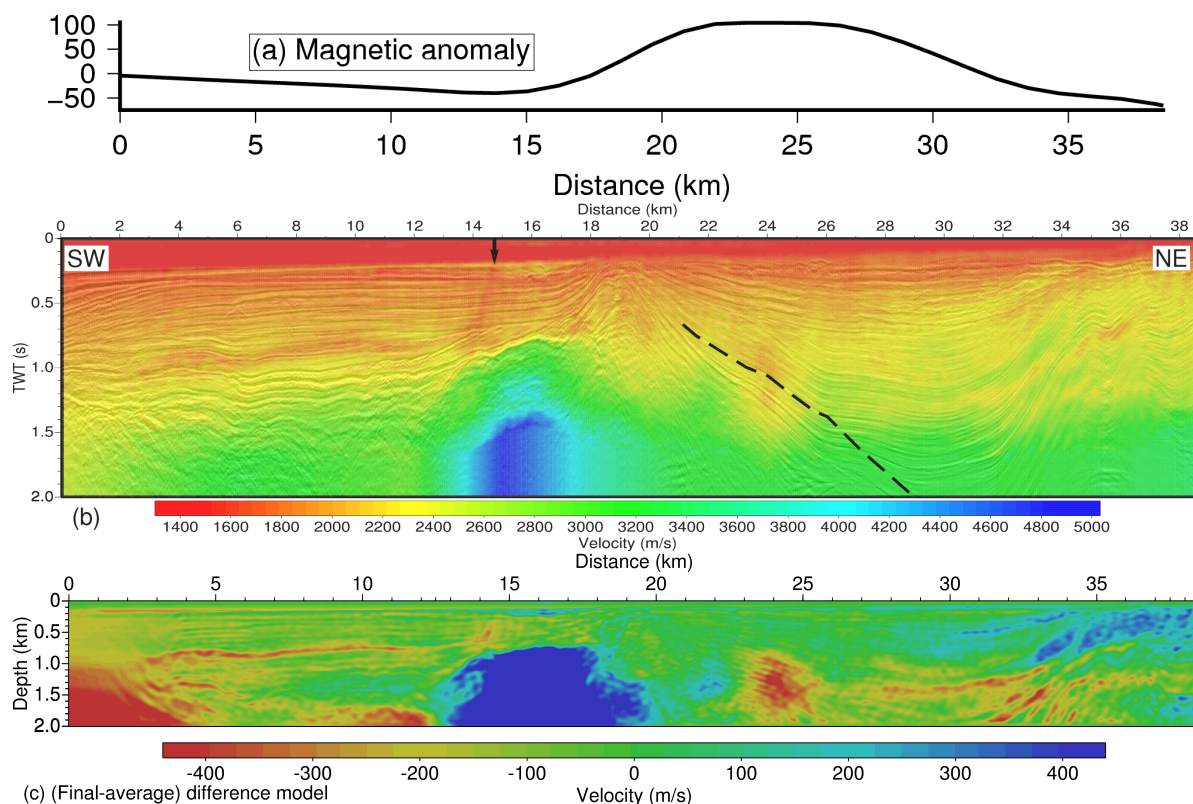 100
50
0
−50
(a) Magnetic anomaly
0 5 10 15 20 25 30 35
Distance (km)
Distance (km)
0 2 4 6 8 10 12 14 16 18 20 22 24 26 28 30 32 34 36 38
SW
NE
TWT (s)
0
0.5
1.0
1.5
2.0
(b)
1400 1600 1800 2000 2200 2400 2600 2800 3000 3200 3400 3600 3800 4000 4200 4400 4600 4800 5000
Velocity (m/s)
Distance (km)
0 5 10 15 20 25 30 35
Depth (km)
0
0.5
1.0
1.5
2.0
-400 -300 -200 -100 0 100 200 300 400
(c) (Final-average) difference model
Velocity (m/s)